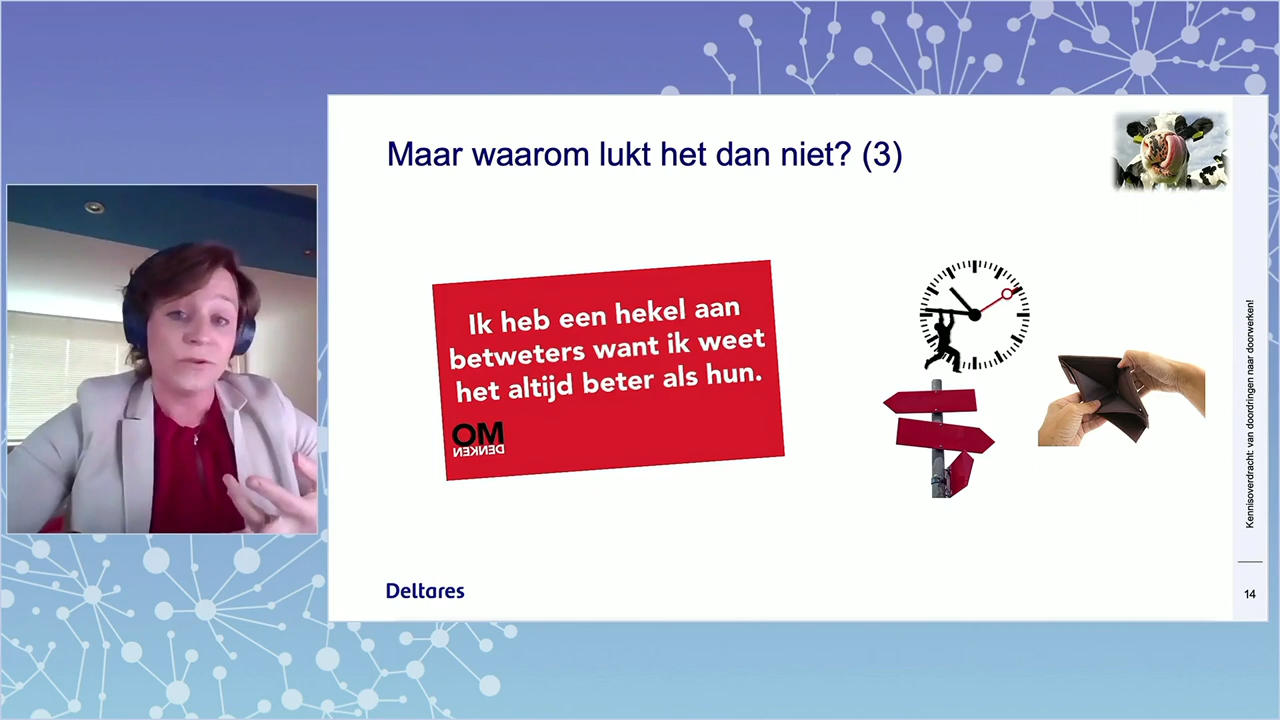 Maar waarom lukt het dan niet? (3)
Ik heb een hekel aan
betweters want ik weet
het altijd beter als hun.
OM
DENKEN
Deltares
Kennisoverdracht: van doordringen naar doorwerken!
14